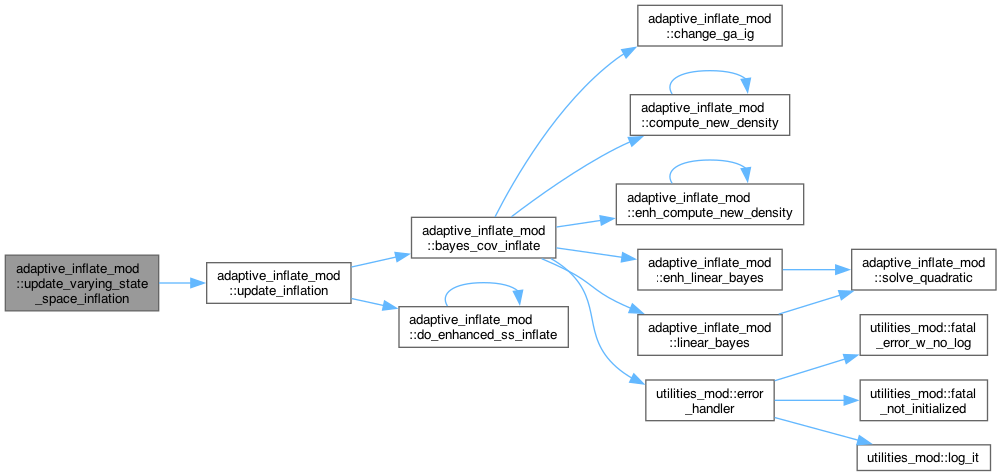 adaptive_inflate_mod
::update_varying_state
_space_inflation
adaptive_inflate_mod
::update_inflation
adaptive_inflate_mod
::bayes_cov_inflate
adaptive_inflate_mod
::do_enhanced_ss_inflate
adaptive_inflate_mod
::change_ga_ig
adaptive_inflate_mod
::compute_new_density
adaptive_inflate_mod
::enh_compute_new_density
adaptive_inflate_mod
::enh_linear_bayes
adaptive_inflate_mod
::linear_bayes
utilities_mod::error
_handler
adaptive_inflate_mod
::solve_quadratic
utilities_mod::fatal
_error_w_no_log
utilities_mod::fatal
_not_initialized
utilities_mod::log_it